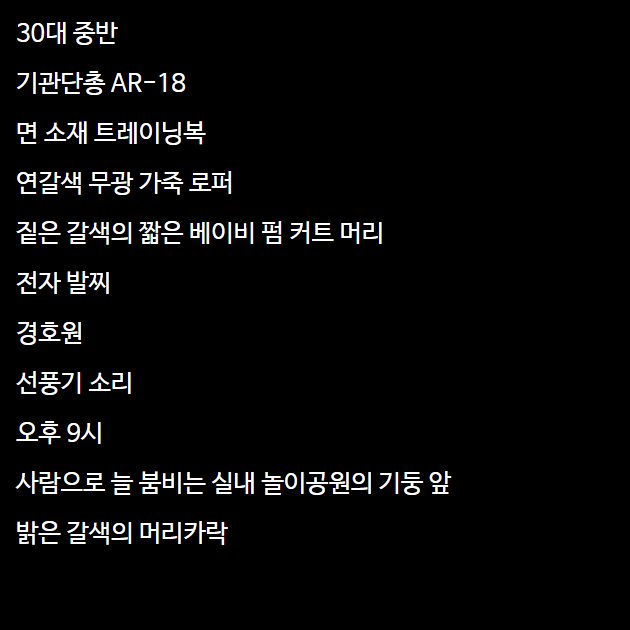 30대 중반
기관단총 AR-18
면 소재 트레이닝복
연갈색 무광 가죽 로퍼
짙은 갈색의 짧은 베이비 펌 커트 머리
전자 발찌
경호원
선풍기 소리
오후 9시
사람으로 늘 붐비는 실내 놀이공원의 기둥 앞
밝은 갈색의 머리카락